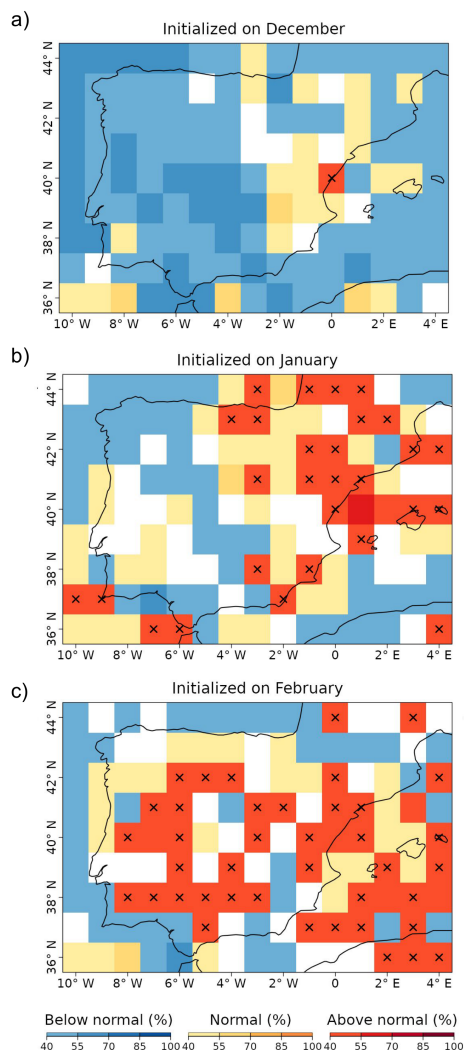 a)
Initialized on December
44° N
42° N
40° N
38° N
36° N
10° W 8° W 6° W 4° W 2° W 0° 2° E 4° E
b)
Initialized on January
44° N
42° N
40° N
38° N
36° N
10° W 8° W 6° W 4° W 2° W 0° 2° E 4° E
c)
Initialized on February
44° N
42° N
40° N
38° N
36° N
10° W 8° W 6° W 4° W 2° W 0° 2° E 4° E
Below normal (%) Normal (%) Above normal (%)
40 55 70 85 100 40 55 70 85 100 40 55 70 85 100